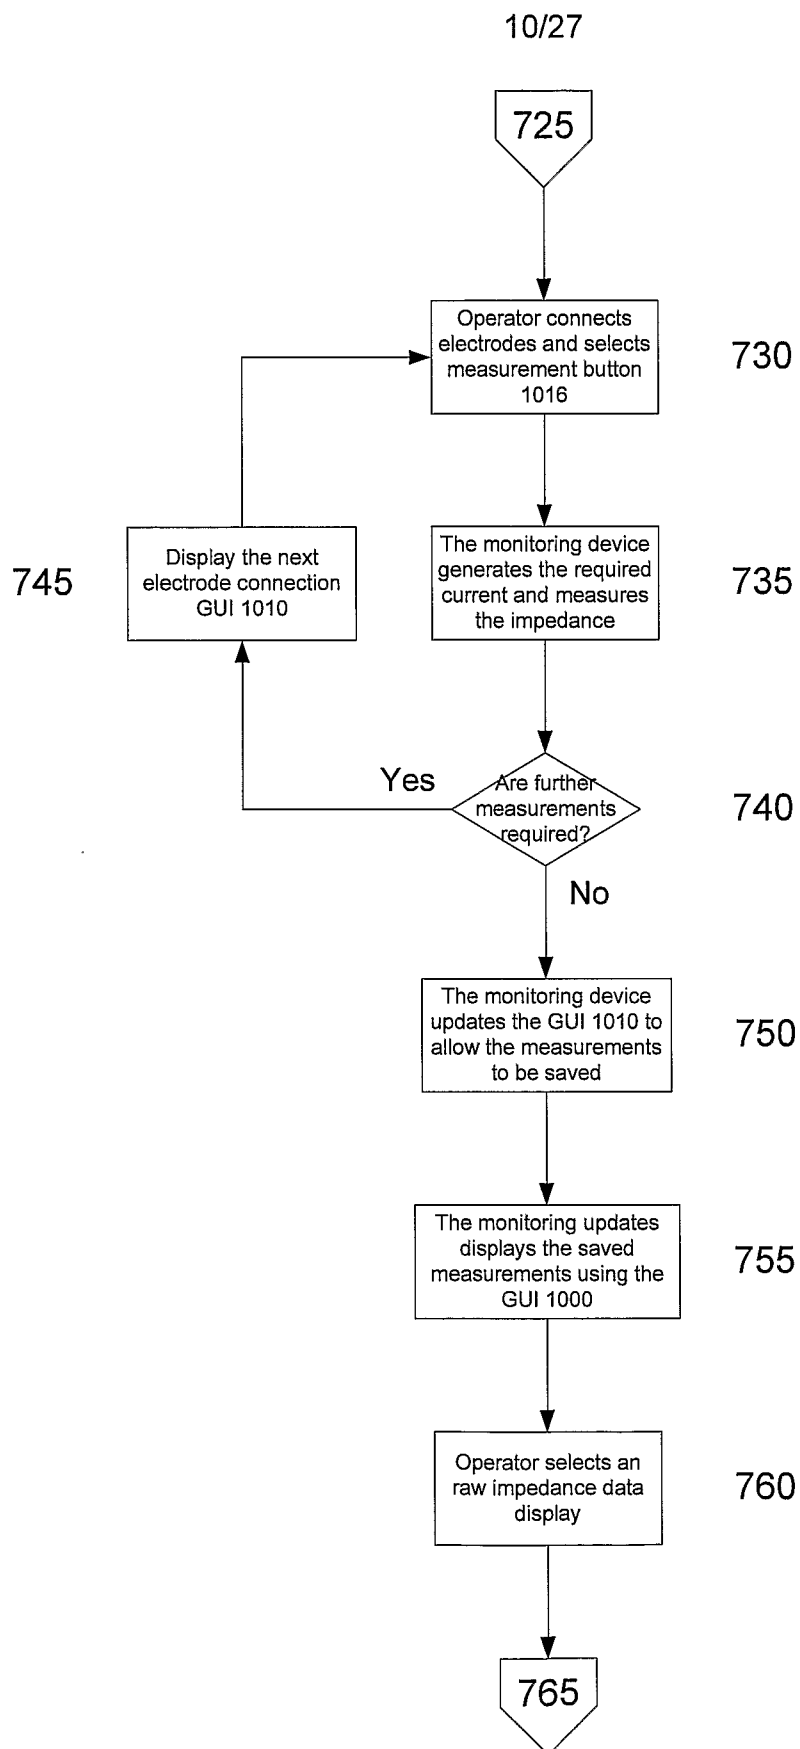 10/27
725
Operator connects
electrodes and selects
measurement button
1016
730
745
Display the next
electrode connection
GUI 1010
The monitoring device
generates the required
current and measures
the impedance
735
Yes
Are further
measurements
required?
740
No
The monitoring device
updates the GUI 1010 to
allow the measurements
to be saved
750
The monitoring updates
displays the saved
measurements using the
GUI 1000
755
Operator selects an
raw impedance data
display
760
765